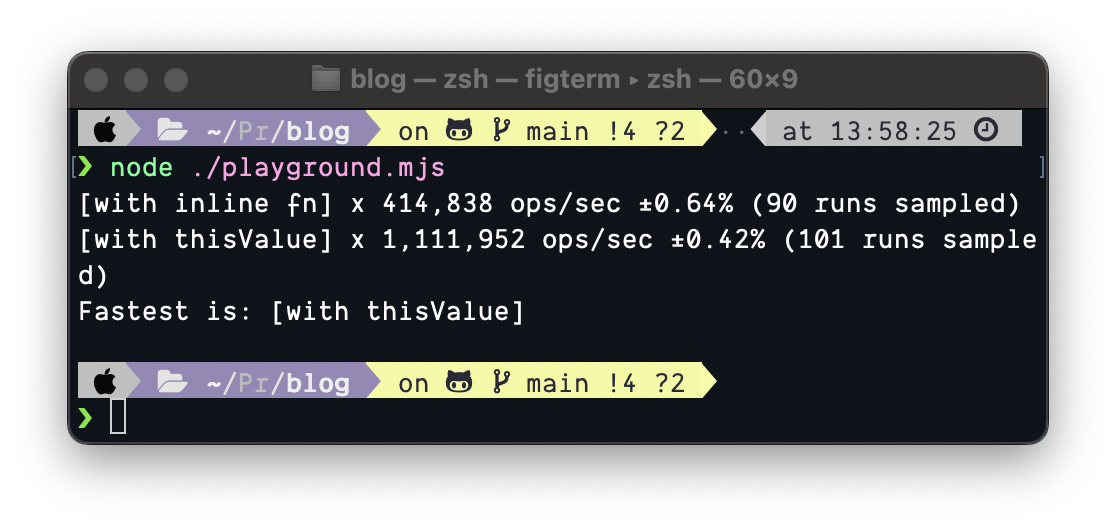 blog — zsh — figterm ▸ zsh — 60×9
~/Pr/blog on main !4 ?2 ·· at 13:58:25
[❯ node ./playground.mjs ]
[with inline fn] x 414,838 ops/sec ±0.64% (90 runs sampled)
[with thisValue] x 1,111,952 ops/sec ±0.42% (101 runs sample
d)
Fastest is: [with thisValue]
~/Pr/blog on main !4 ?2
❯